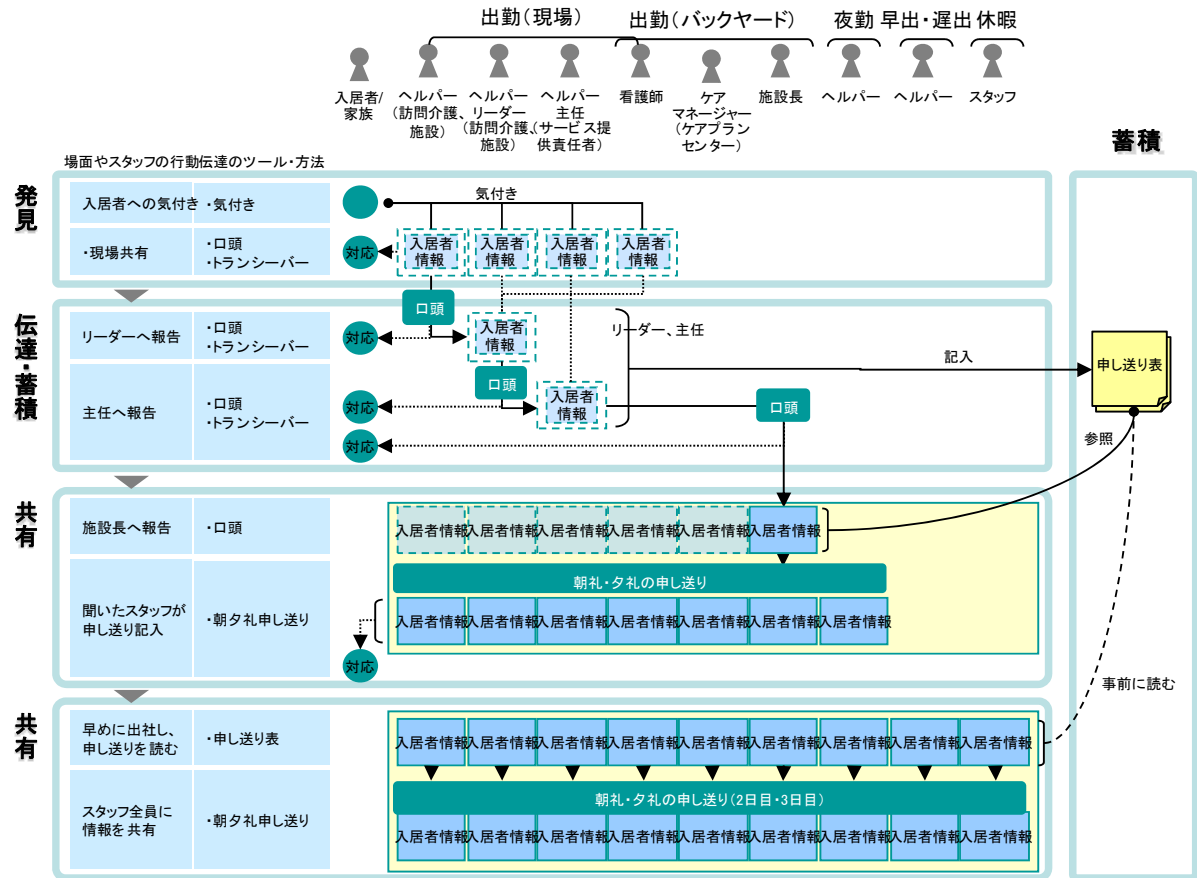 出勤（現場）
出勤（バックヤード）
夜勤
早出・遅出
休暇
入居者/
家族
ヘルパー
（訪問介護、
施設）
ヘルパー
リーダー
（訪問介護、
施設）
ヘルパー
主任
（サービス提
供責任者）
看護師
ケア
マネージャー
（ケアプラン
センター）
施設長
ヘルパー
ヘルパー
スタッフ
蓄積
場面やスタッフの行動
伝達のツール・方法
発見
入居者への気付き
・気付き
気付き
・現場共有
・口頭
・トランシーバー
対応
入居者
情報
入居者
情報
入居者
情報
入居者
情報
伝達・蓄積
口頭
リーダーへ報告
・口頭
・トランシーバー
対応
入居者
情報
リーダー、主任
記入
申し送り表
口頭
主任へ報告
・口頭
・トランシーバー
対応
入居者
情報
口頭
対応
参照
共有
施設長へ報告
・口頭
入居者情報
入居者情報
入居者情報
入居者情報
入居者情報
入居者情報
朝礼・夕礼の申し送り
聞いたスタッフが
申し送り記入
・朝夕礼申し送り
入居者情報
入居者情報
入居者情報
入居者情報
入居者情報
入居者情報
入居者情報
対応
事前に読む
共有
早めに出社し、
申し送りを読む
・申し送り表
入居者情報
入居者情報
入居者情報
入居者情報
入居者情報
入居者情報
入居者情報
入居者情報
入居者情報
朝礼・夕礼の申し送り（2日目・3日目）
スタッフ全員に
情報を共有
・朝夕礼申し送り
入居者情報
入居者情報
入居者情報
入居者情報
入居者情報
入居者情報
入居者情報
入居者情報
入居者情報